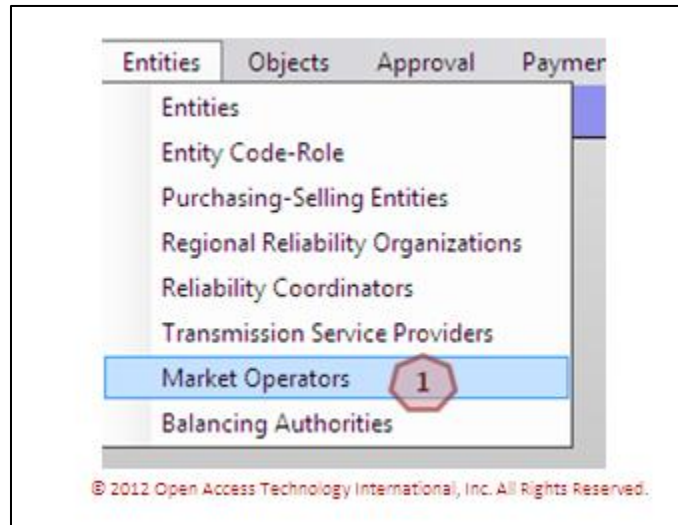 Entities Objects Approval Paymen
Entities
Entity Code-Role
Purchasing-Selling Entities
Regional Reliability Organizations
Reliability Coordinators
Transmission Service Providers
Market Operators 1
Balancing Authorities
© 2012 Open Access Technology International, Inc. All Rights Reserved.